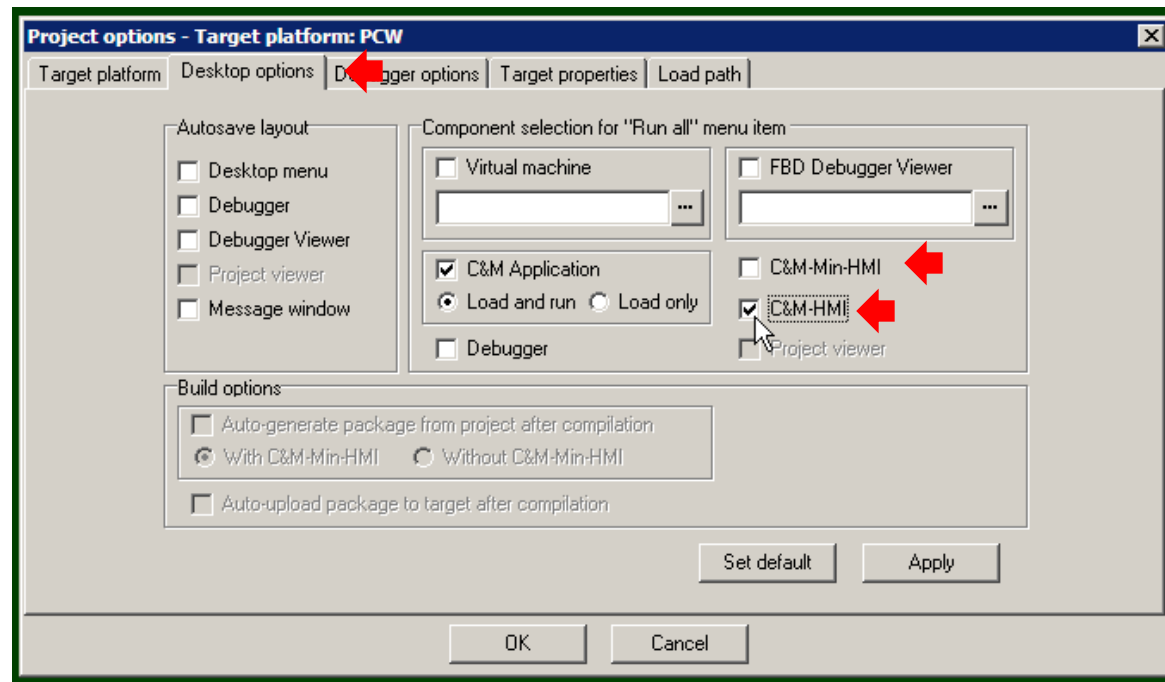 Project options - Target platform: PCW
Target platform Desktop options Debugger options Target properties Load path
Autosave layout
Desktop menu
Debugger
Debugger Viewer
Project viewer
Message window
Component selection for "Run all" menu item
Virtual machine
...
FBD Debugger Viewer
...
C&M Application
Load and run Load only
Debugger
C&M-Min-HMI
C&M-HMI
Project viewer
Build options
Auto-generate package from project after compilation
With C&M-Min-HMI Without C&M-Min-HMI
Auto-upload package to target after compilation
Set default Apply
OK Cancel